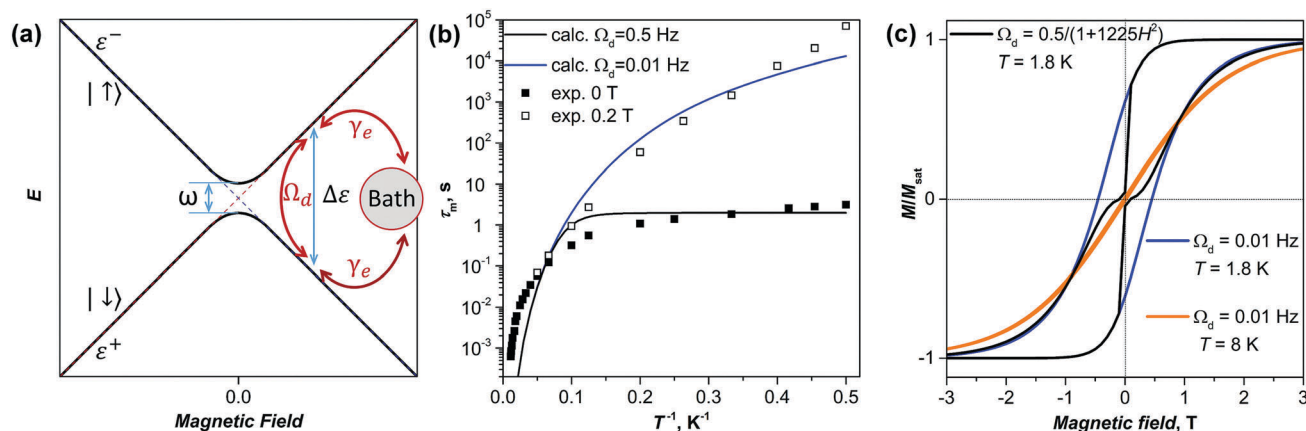 (a)
ε⁻
|↑⟩
ω
Ω_d
Δε
γ_e
Bath
γ_e
|↓⟩
ε⁺
E
0.0
Magnetic Field
(b)
10⁵
10⁴
10³
10²
10¹
10⁰
10⁻¹
10⁻²
10⁻³
τ_m, s
calc. Ω_d=0.5 Hz
calc. Ω_d=0.01 Hz
exp. 0 T
exp. 0.2 T
0.0 0.1 0.2 0.3 0.4 0.5
T⁻¹, K⁻¹
(c)
1
0
-1
M/M_sat
Ω_d = 0.5/(1+1225H²)
T = 1.8 K
Ω_d = 0.01 Hz
T = 1.8 K
Ω_d = 0.01 Hz
T = 8 K
-3 -2 -1 0 1 2 3
Magnetic field, T